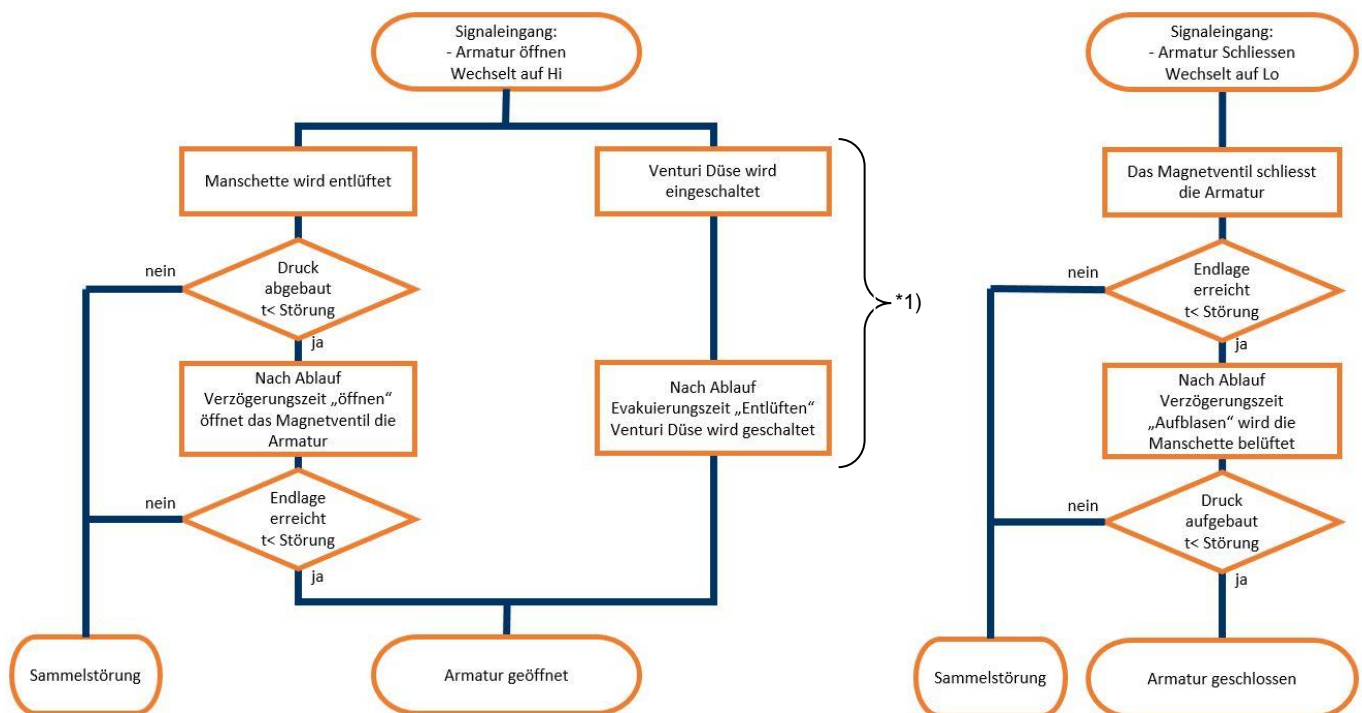 Signaleingang:
- Armatur öffnen
Wechselt auf Hi
Manschette wird entlüftet
Venturi Düse wird
eingeschaltet
*1)
nein
Druck
abgebaut
t< Störung
ja
Nach Ablauf
Verzögerungszeit „öffnen“
öffnet das Magnetventil die
Armatur
Nach Ablauf
Evakuierungszeit „Entlüften“
Venturi Düse wird geschaltet
nein
Endlage
erreicht
t< Störung
ja
Sammelstörung
Armatur geöffnet
Signaleingang:
- Armatur Schliessen
Wechselt auf Lo
Das Magnetventil schliesst
die Armatur
nein
Endlage
erreicht
t< Störung
ja
Nach Ablauf
Verzögerungszeit
„Aufblasen“ wird die
Manschette belüftet
nein
Druck
aufgebaut
t< Störung
ja
Sammelstörung
Armatur geschlossen